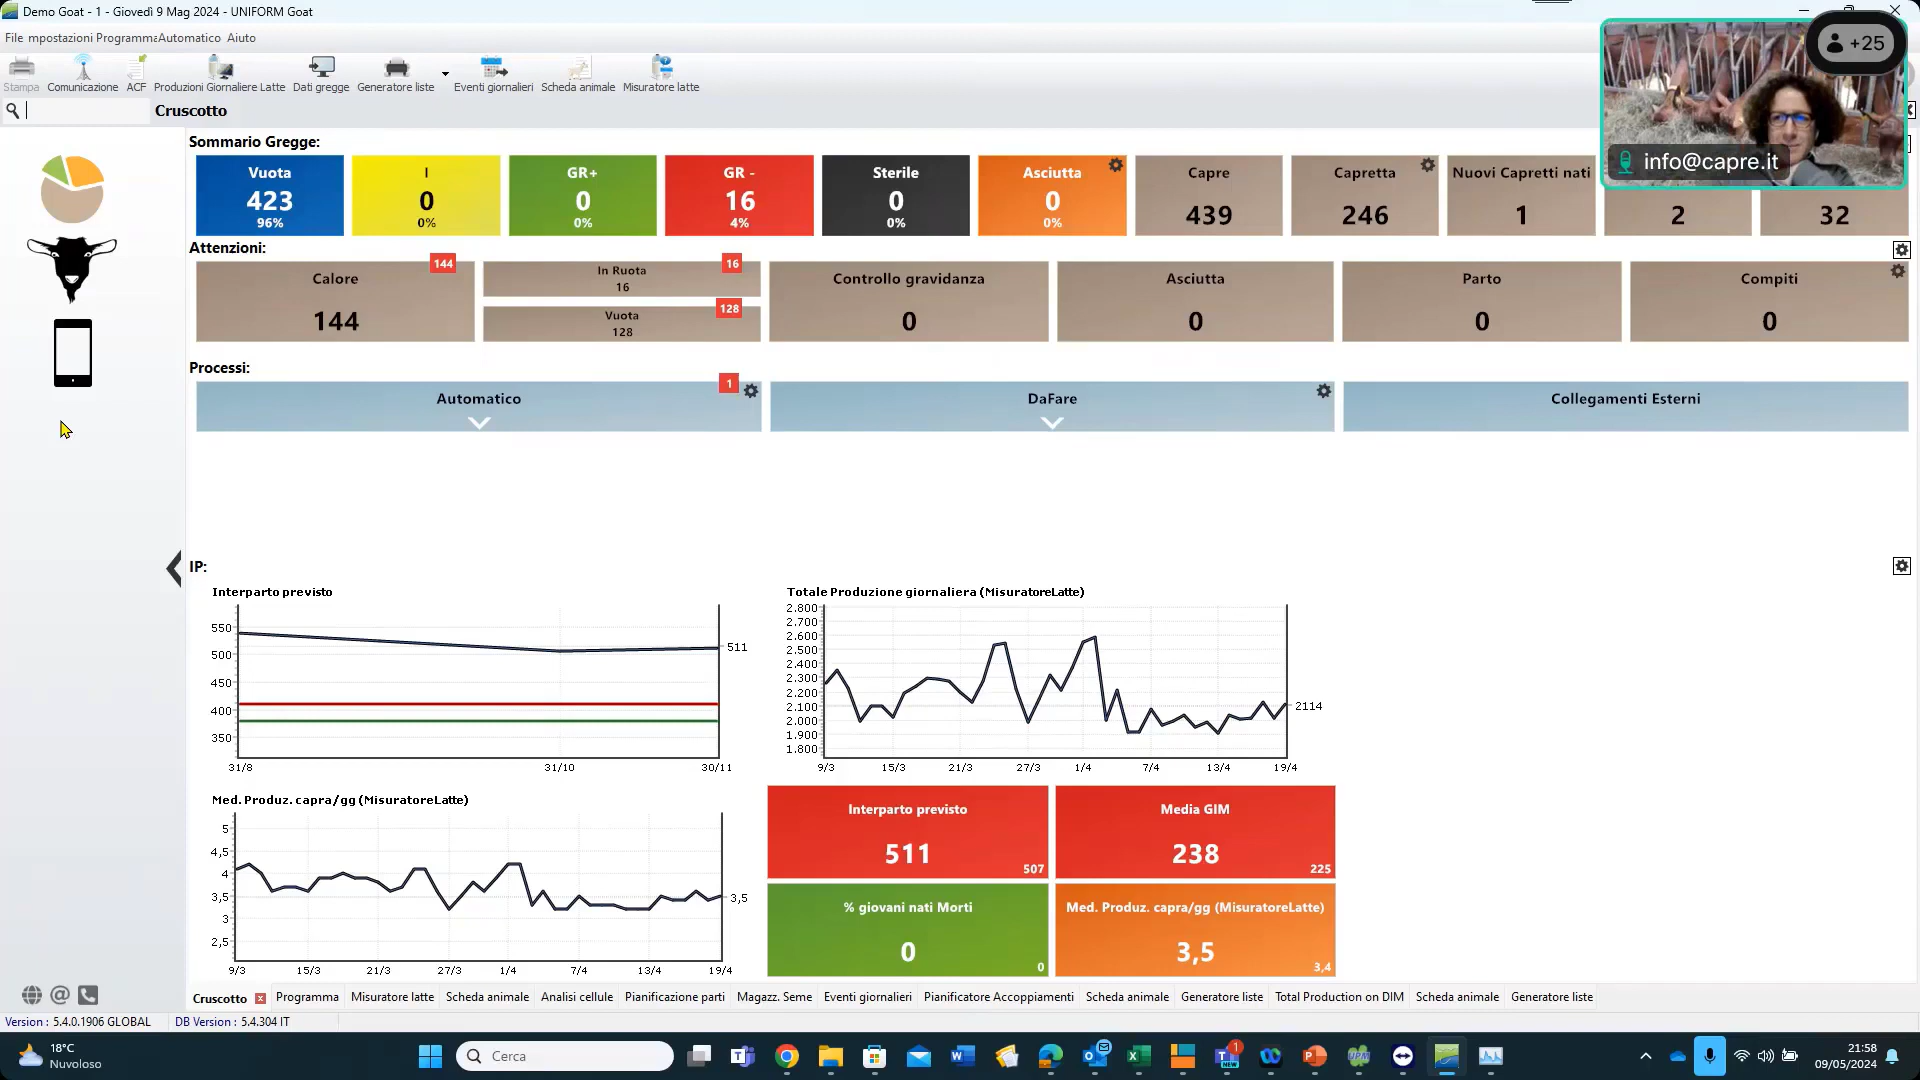 Demo Goat - 1 - Giovedì 9 Mag 2024 - UNIFORM Goat
File mpostazioni Programma Automatico Aiuto
Stampa Comunicazione ACF Produzioni Giornaliere Latte Dati gregge Generatore liste Eventi giornalieri Scheda animale Misuratore latte
Cruscotto
+25
info@capre.it
Sommario Gregge:
Vuota I GR+ GR - Sterile Asciutta Capre Capretta Nuovi Capretti nati
423 0 0 16 0 0 439 246 1 2 32
96% 0% 0% 4% 0% 0%
Attenzioni:
Calore 144 In Ruota 16 Controllo gravidanza Asciutta Parto Compiti
16
144 Vuota 128 0 0 0 0
128
Processi:
Automatico 1 DaFare Collegamenti Esterni
IP:
Interparto previsto
550
500
450
400
350
511
31/8 31/10 30/11
Totale Produzione giornaliera (MisuratoreLatte)
2.800
2.700
2.600
2.500
2.400
2.300
2.200
2.100
2.000
1.900
1.800
2114
9/3 15/3 21/3 27/3 1/4 7/4 13/4 19/4
Med. Produz. capra/gg (MisuratoreLatte)
5
4,5
4
3,5
3
2,5
3,5
9/3 15/3 21/3 27/3 1/4 7/4 13/4 19/4
Interparto previsto
511
507
Media GIM
238
225
% giovani nati Morti
0
0
Med. Produz. capra/gg (MisuratoreLatte)
3,5
3,4
Cruscotto Programma Misuratore latte Scheda animale Analisi cellule Pianificazione parti Magazz. Seme Eventi giornalieri Pianificatore Accoppiamenti Scheda animale Generatore liste Total Production on DIM Scheda animale Generatore liste
Version : 5.4.0.1906 GLOBAL DB Version : 5.4.304 IT
18°C
Nuvoloso
Cerca
21:58
09/05/2024